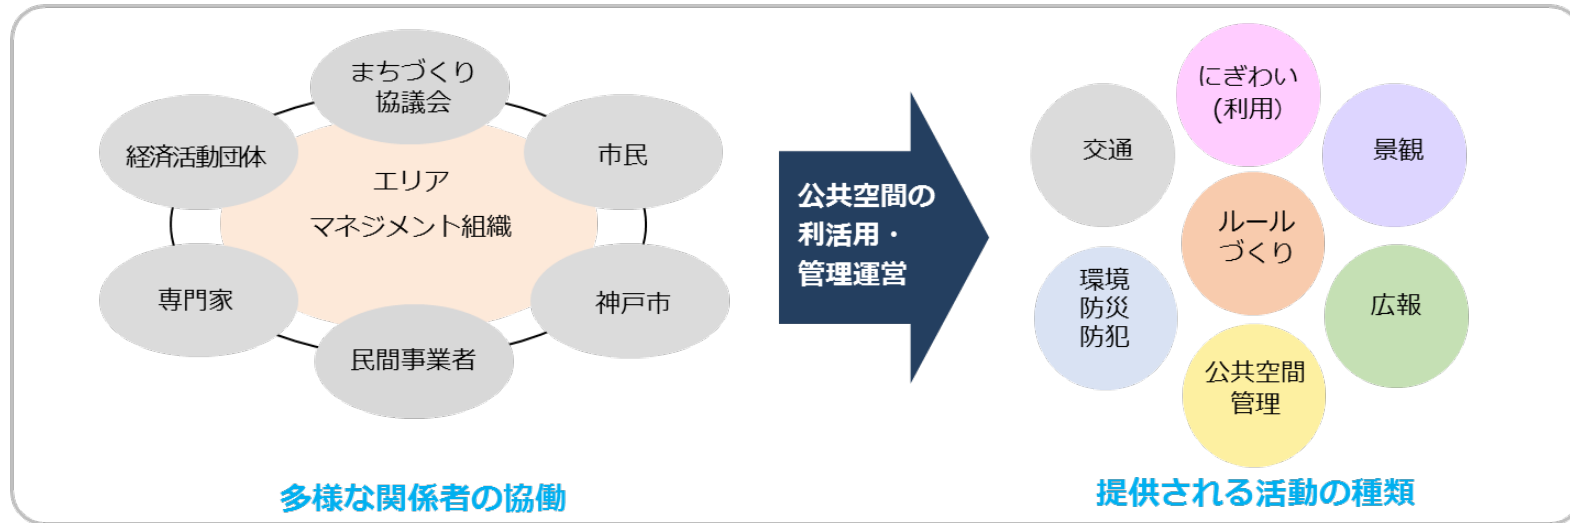 まちづくり
協議会
経済活動団体
市民
エリア
マネジメント組織
専門家
神戸市
民間事業者
多様な関係者の協働
公共空間の
利活用・
管理運営
にぎわい
(利用)
交通
景観
ルール
づくり
環境
防災
防犯
広報
公共空間
管理
提供される活動の種類